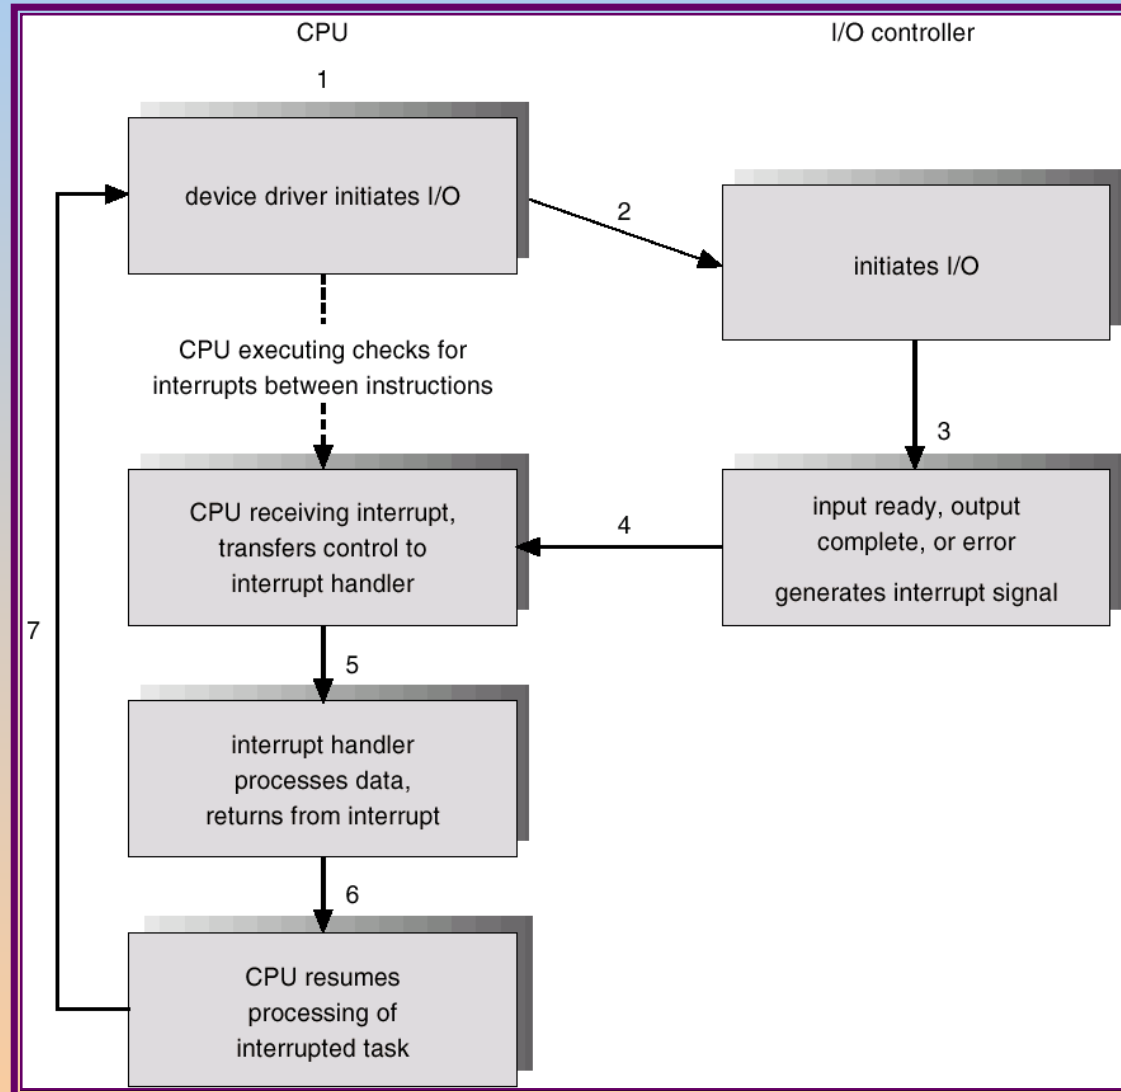 CPU
I/O controller
1
device driver initiates I/O
2
initiates I/O
CPU executing checks for
interrupts between instructions
3
CPU receiving interrupt,
transfers control to
interrupt handler
4
input ready, output
complete, or error
generates interrupt signal
7
5
interrupt handler
processes data,
returns from interrupt
6
CPU resumes
processing of
interrupted task